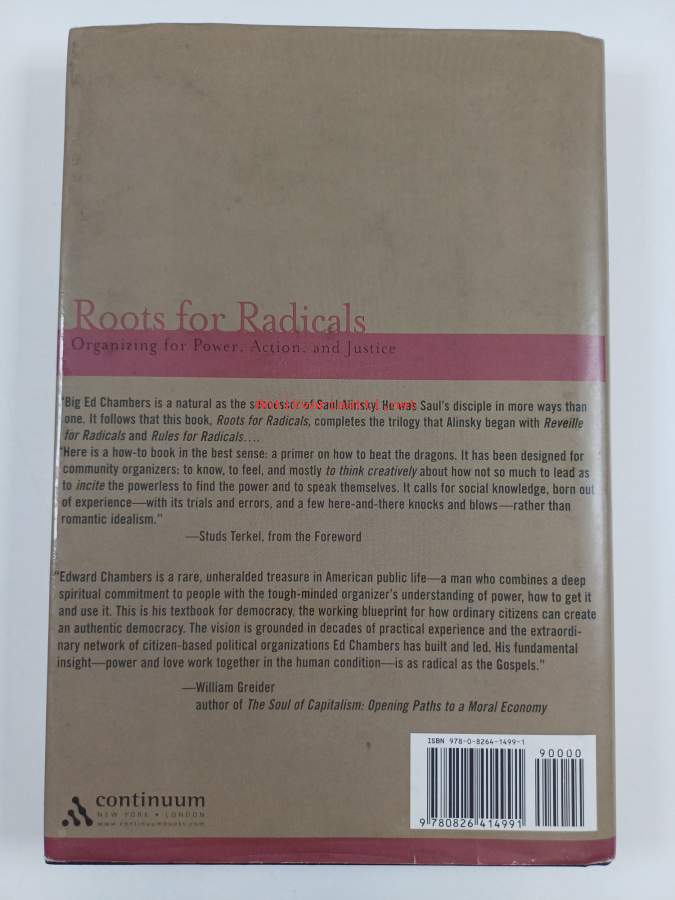 Roots for Radicals
Organizing for Power, Action, and Justice
"Big Ed Chambers is a natural as the successor of Saul Alinsky. He was Saul's disciple in more ways than
one. It follows that this book, Roots for Radicals, completes the trilogy that Alinsky began with Reveille
for Radicals and Rules for Radicals....
"Here is a how-to book in the best sense: a primer on how to beat the dragons. It has been designed for
community organizers: to know, to feel, and mostly to think creatively about how not so much to lead as
to incite the powerless to find the power and to speak themselves. It calls for social knowledge, born out
of experience—with its trials and errors, and a few here-and-there knocks and blows—rather than
romantic idealism."
—Studs Terkel, from the Foreword
"Edward Chambers is a rare, unheralded treasure in American public life—a man who combines a deep
spiritual commitment to people with the tough-minded organizer's understanding of power, how to get it
and use it. This is his textbook for democracy, the working blueprint for how ordinary citizens can create
an authentic democracy. The vision is grounded in decades of practical experience and the extraordi-
nary network of citizen-based political organizations Ed Chambers has built and led. His fundamental
insight—power and love work together in the human condition—is as radical as the Gospels."
—William Greider
author of The Soul of Capitalism: Opening Paths to a Moral Economy
ISBN 978-0-8264-1499-1
90000
9 780826 414991
continuum
NEW YORK • LONDON
www.continuumbooks.com